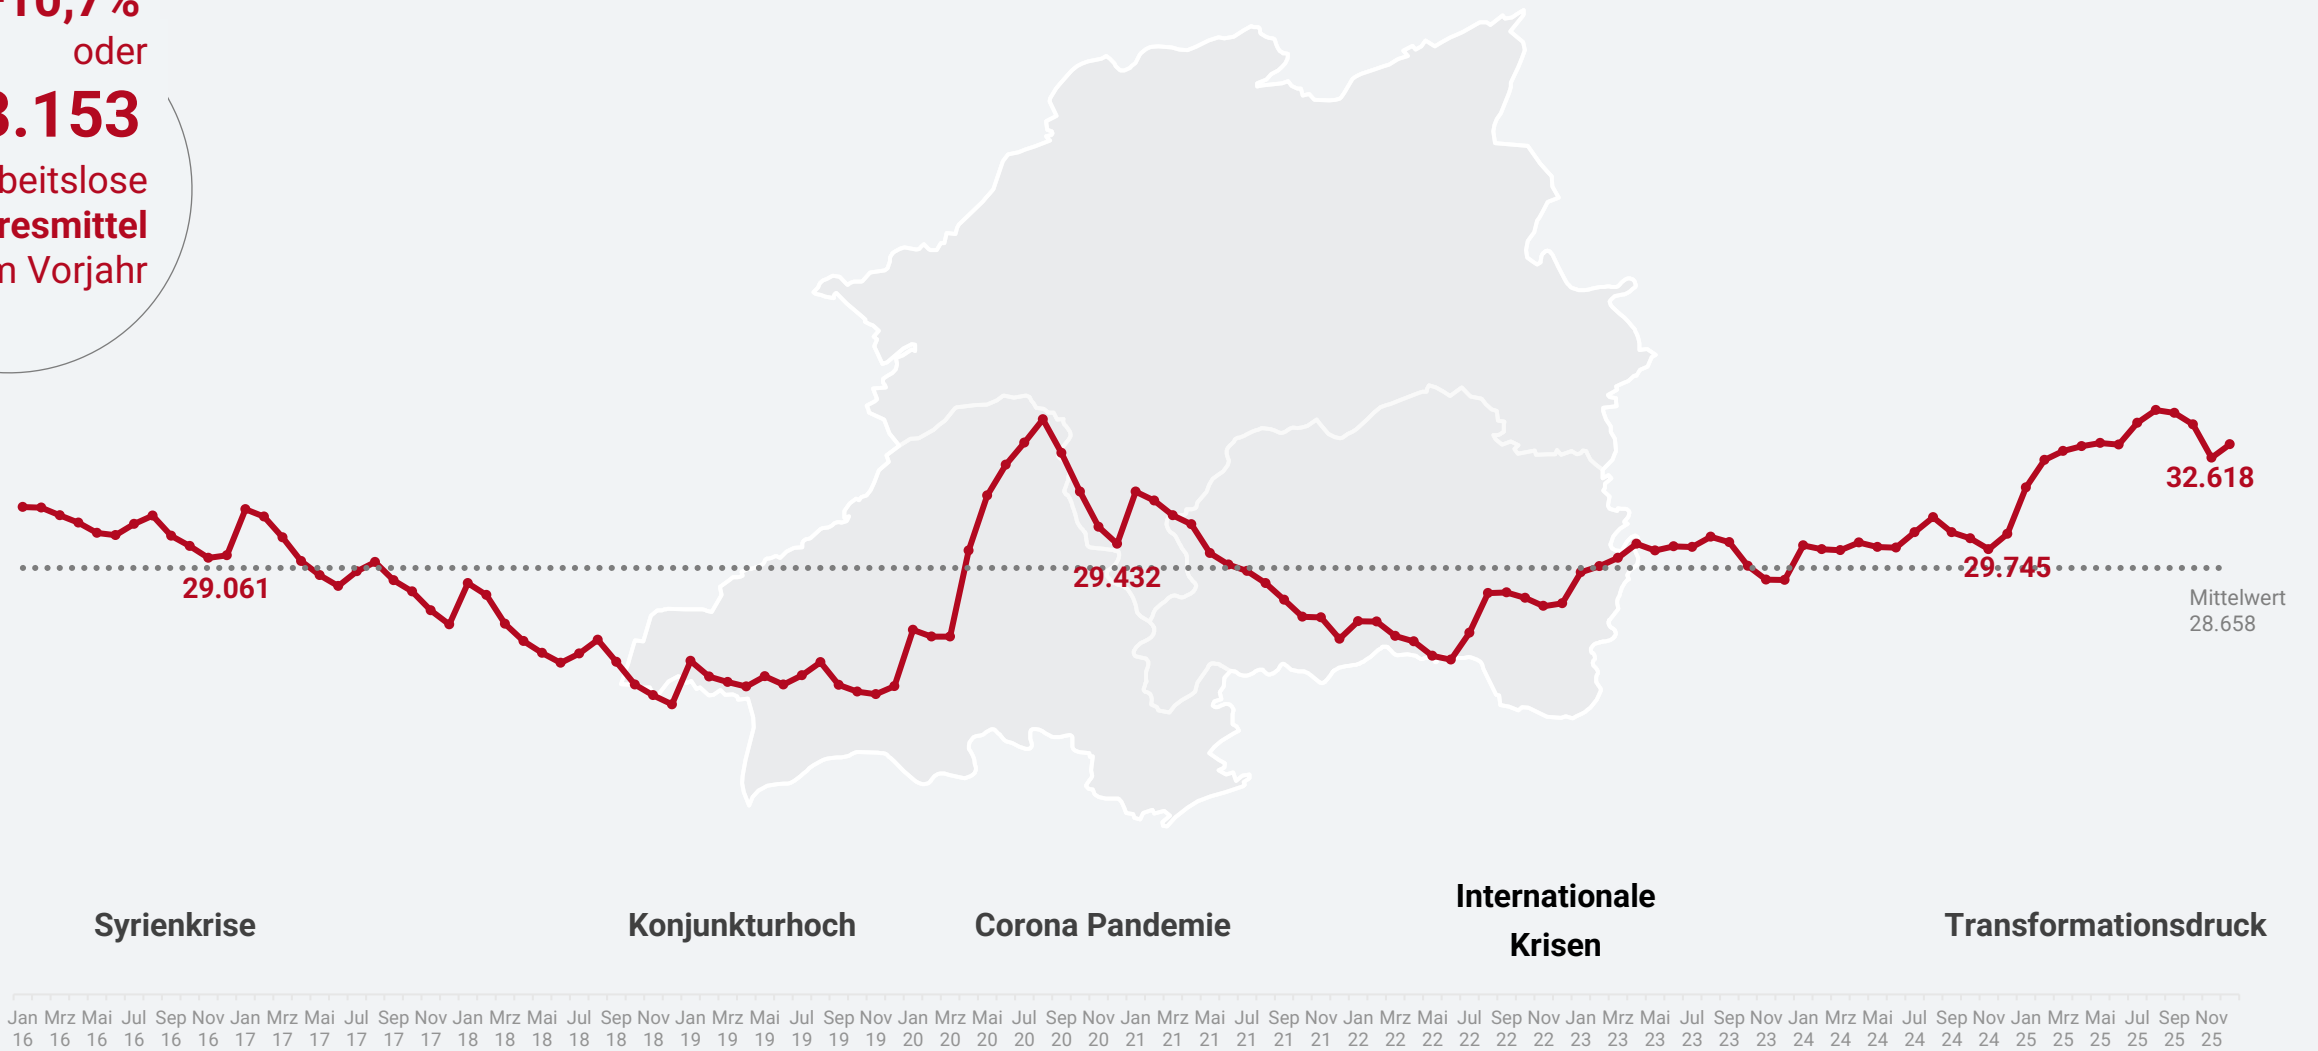 10,7%
oder
3.153
beitslose
resmittel
m Vorjahr
29.061
29.432
29.745
32.618
Mittelwert
28.658
Syrienkrise
Konjunkturhoch
Corona Pandemie
Internationale
Krisen
Transformationsdruck
Jan Mrz Mai Jul Sep Nov Jan Mrz Mai Jul Sep Nov Jan Mrz Mai Jul Sep Nov Jan Mrz Mai Jul Sep Nov Jan Mrz Mai Jul Sep Nov Jan Mrz Mai Jul Sep Nov Jan Mrz Mai Jul Sep Nov Jan Mrz Mai Jul Sep Nov Jan Mrz Mai Jul Sep Nov Jan Mrz Mai Jul Sep Nov
16 16 16 16 16 16 17 17 17 17 17 17 18 18 18 18 18 18 19 19 19 19 19 19 20 20 20 20 20 20 21 21 21 21 21 21 22 22 22 22 22 22 23 23 23 23 23 23 24 24 24 24 24 24 25 25 25 25 25 25